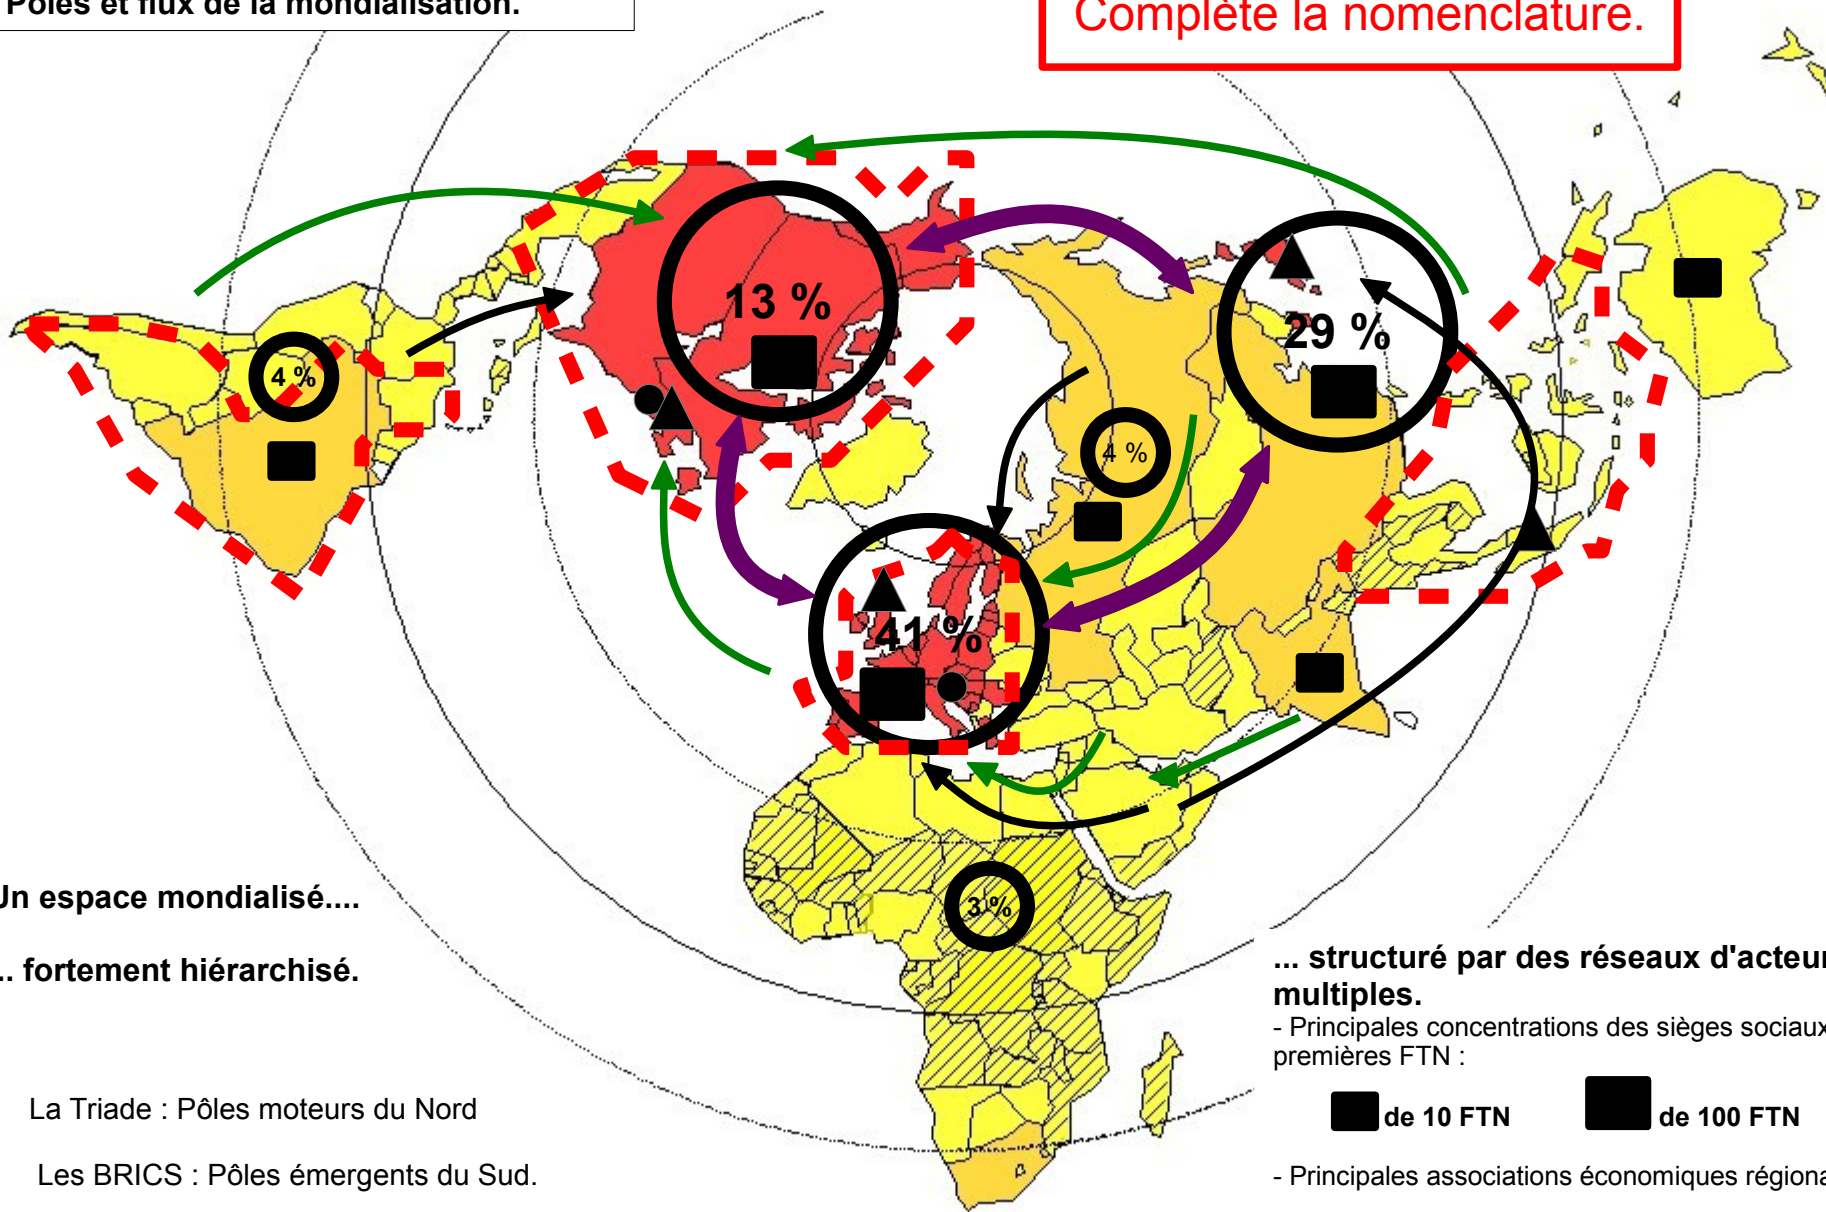 Pôles et flux de la mondialisation.
Complète la nomenclature.
13 %
29 %
4 %
4 %
41 %
3 %
Un espace mondialisé....
.. fortement hiérarchisé.
La Triade : Pôles moteurs du Nord
Les BRICS : Pôles émergents du Sud.
... structuré par des réseaux d'acteur
multiples.
- Principales concentrations des sièges sociaux
premières FTN :
de 10 FTN
de 100 FTN
- Principales associations économiques régiona